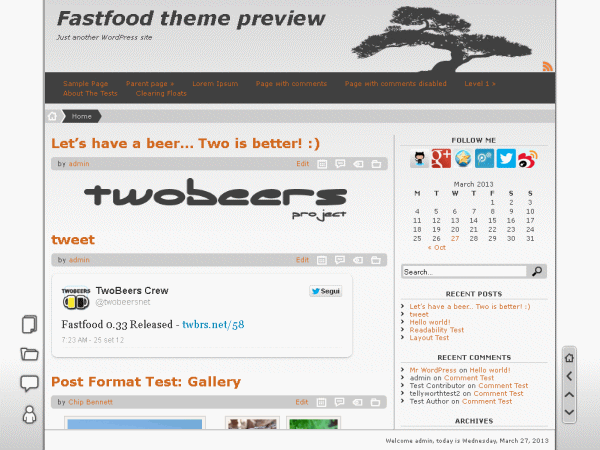 Fastfood theme preview
Just another WordPress site
Sample Page Parent page » Lorem Ipsum Page with comments Page with comments disabled Level 1 »
About The Tests Clearing Floats
Home
Let's have a beer... Two is better! :)
by admin Edit
twobeers
project
tweet
by admin Edit
TWOBEERS
TwoBeers Crew
@twobeersnet
Segui
Fastfood 0.33 Released - twbrs.net/58
7:23 AM - 25 set 12
Post Format Test: Gallery
by Chip Bennett Edit
FOLLOW ME
March 2013
M T W T F S S
1 2 3
4 5 6 7 8 9 10
11 12 13 14 15 16 17
18 19 20 21 22 23 24
25 26 27 28 29 30 31
« Oct
Search...
RECENT POSTS
Let's have a beer... Two is better! :)
tweet
Hello world!
Readability Test
Layout Test
RECENT COMMENTS
Mr WordPress on Hello world!
admin on Comment Test
Test Contributor on Comment Test
tellyworthtest2 on Comment Test
Test Author on Comment Test
ARCHIVES
Welcome admin, today is Wednesday, March 27, 2013